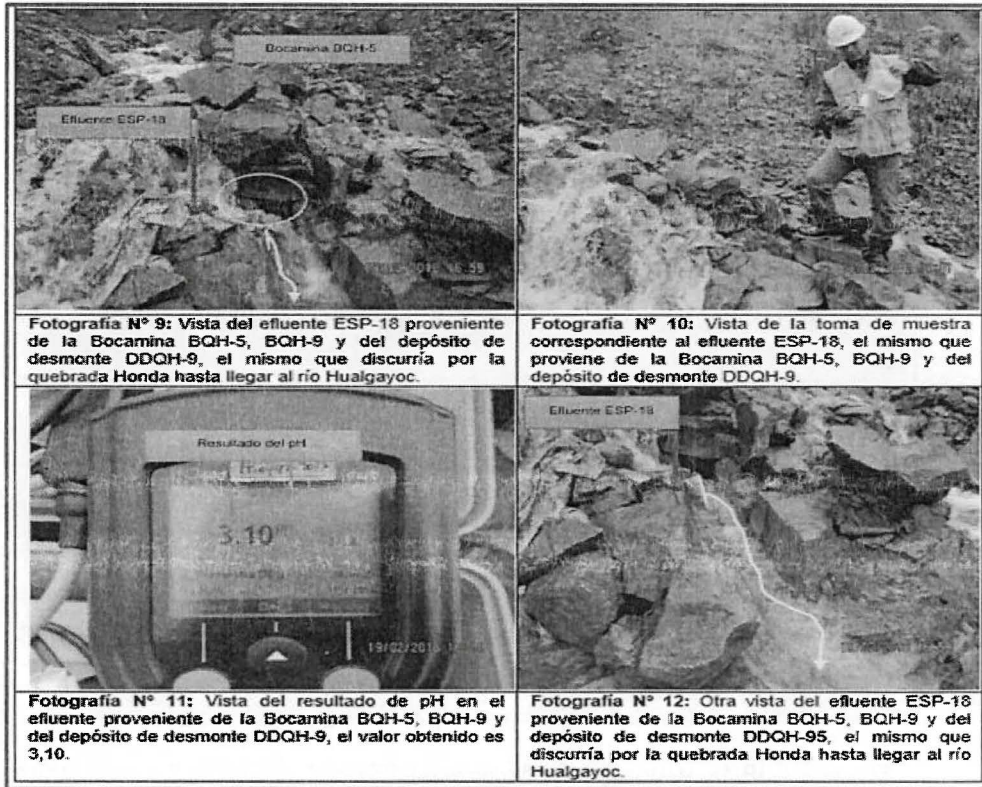 Bocamina BQH-5
Efluente ESP-18
Fotografía Nº 9: Vista del efluente ESP-18 proveniente
de la Bocamina BQH-5, BQH-9 y del depósito de
desmonte DDQH-9, el mismo que discurría por la
quebrada Honda hasta llegar al río Hualgayoc.
Fotografía Nº 10: Vista de la toma de muestra
correspondiente al efluente ESP-18, el mismo que
proviene de la Bocamina BQH-5, BQH-9 y del
depósito de desmonte DDQH-9.
Resultado del pH
3.10
19/02/201
Fotografía Nº 11: Vista del resultado de pH en el
efluente proveniente de la Bocamina BQH-5, BQH-9 y
del depósito de desmonte DDQH-9, el valor obtenido es
3,10.
Efluente ESP-18
Fotografía Nº 12: Otra vista del efluente ESP-18
proveniente de la Bocamina BQH-5, BQH-9 y del
depósito de desmonte DDQH-95, el mismo que
discurría por la quebrada Honda hasta llegar al río
Hualgayoc.